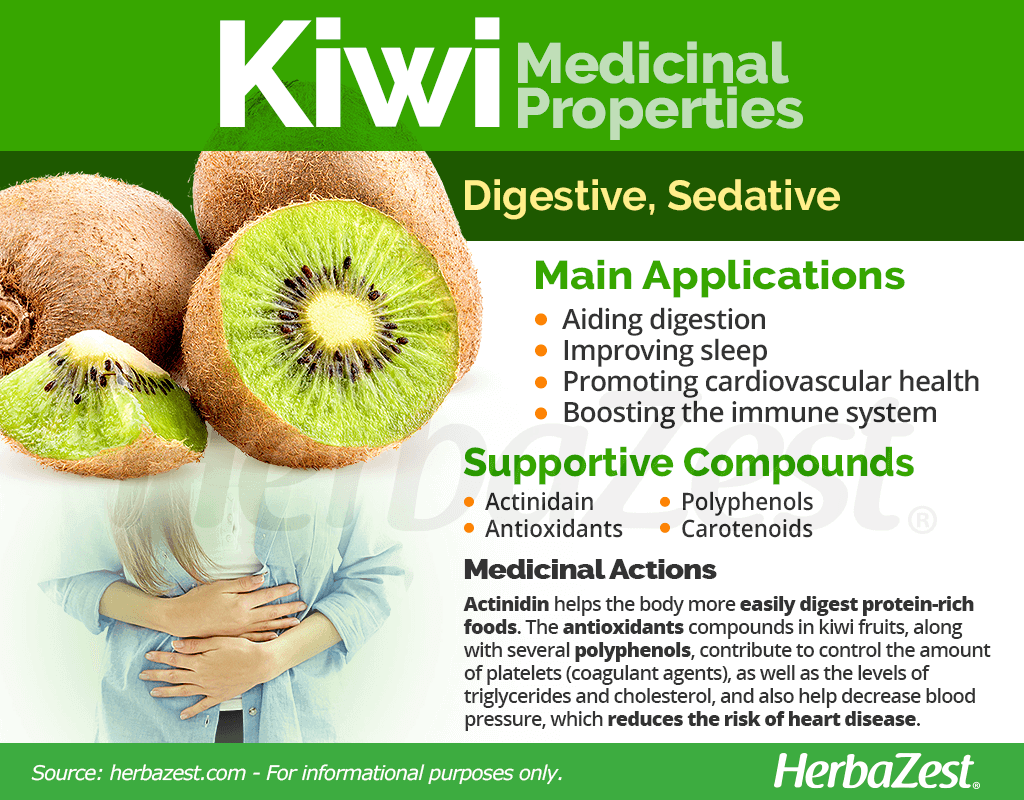 Kiwi Medicinal
Properties
Digestive, Sedative
Main Applications
• Aiding digestion
• Improving sleep
• Promoting cardiovascular health
• Boosting the immune system
HerbaZest®
Supportive Compounds
• Actinidain • Polyphenols
• Antioxidants • Carotenoids
Medicinal Actions
Actinidin helps the body more easily digest protein-rich
foods. The antioxidants compounds in kiwi fruits, along
with several polyphenols, contribute to control the amount
of platelets (coagulant agents), as well as the levels of
triglycerides and cholesterol, and also help decrease blood
pressure, which reduces the risk of heart disease.
Source: herbazest.com - For informational purposes only.
HerbaZest®